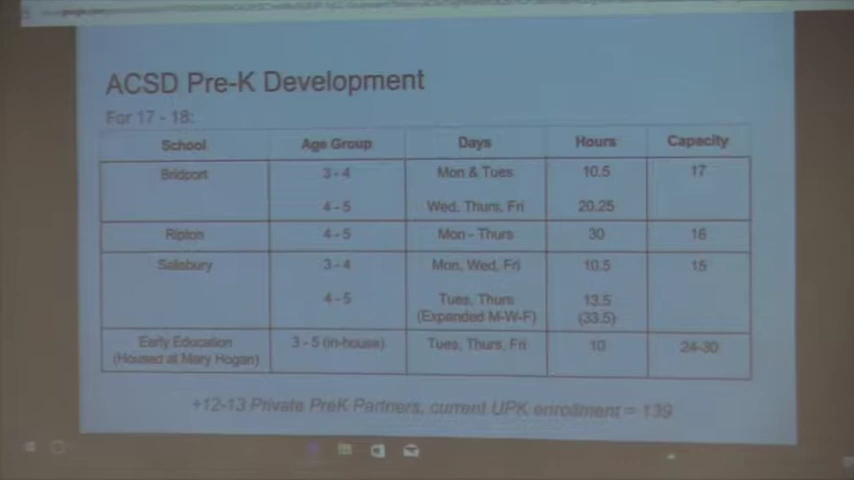 ACSD Pre-K Development
For 17 - 18:
School Age Group Days Hours Capacity
Bridport 3 - 4 Mon & Tues 10.5 17
4 - 5 Wed, Thurs, Fri 20.25
Ripton 4 - 5 Mon - Thurs 30 16
Salisbury 3 - 4 Mon, Wed, Fri 10.5 15
4 - 5 Tues, Thurs 13.5
(Expanded M-W-F) (33.5)
Early Education 3 - 5 (in-house) Tues, Thurs, Fri 10 24-30
(Housed at Mary Hogan)
+12-13 Private PreK Partners, current UPK enrollment = 139